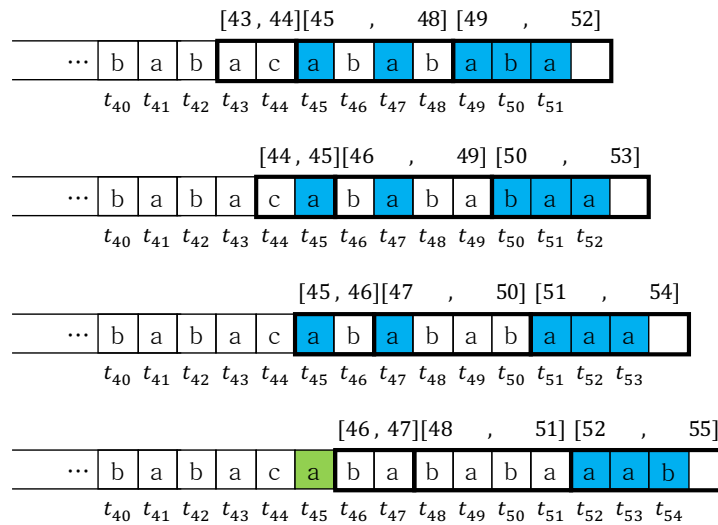 [43 , 44][45 , 48] [49 , 52]
⋯ b a b a c a b a b a b a
t₄₀ t₄₁ t₄₂ t₄₃ t₄₄ t₄₅ t₄₆ t₄₇ t₄₈ t₄₉ t₅₀ t₅₁
[44 , 45][46 , 49] [50 , 53]
⋯ b a b a c a b a b a b a a
t₄₀ t₄₁ t₄₂ t₄₃ t₄₄ t₄₅ t₄₆ t₄₇ t₄₈ t₄₉ t₅₀ t₅₁ t₅₂
[45 , 46][47 , 50] [51 , 54]
⋯ b a b a c a b a b a b a a a
t₄₀ t₄₁ t₄₂ t₄₃ t₄₄ t₄₅ t₄₆ t₄₇ t₄₈ t₄₉ t₅₀ t₅₁ t₅₂ t₅₃
[46 , 47][48 , 51] [52 , 55]
⋯ b a b a c a b a b a b a a a b
t₄₀ t₄₁ t₄₂ t₄₃ t₄₄ t₄₅ t₄₆ t₄₇ t₄₈ t₄₉ t₅₀ t₅₁ t₅₂ t₅₃ t₅₄